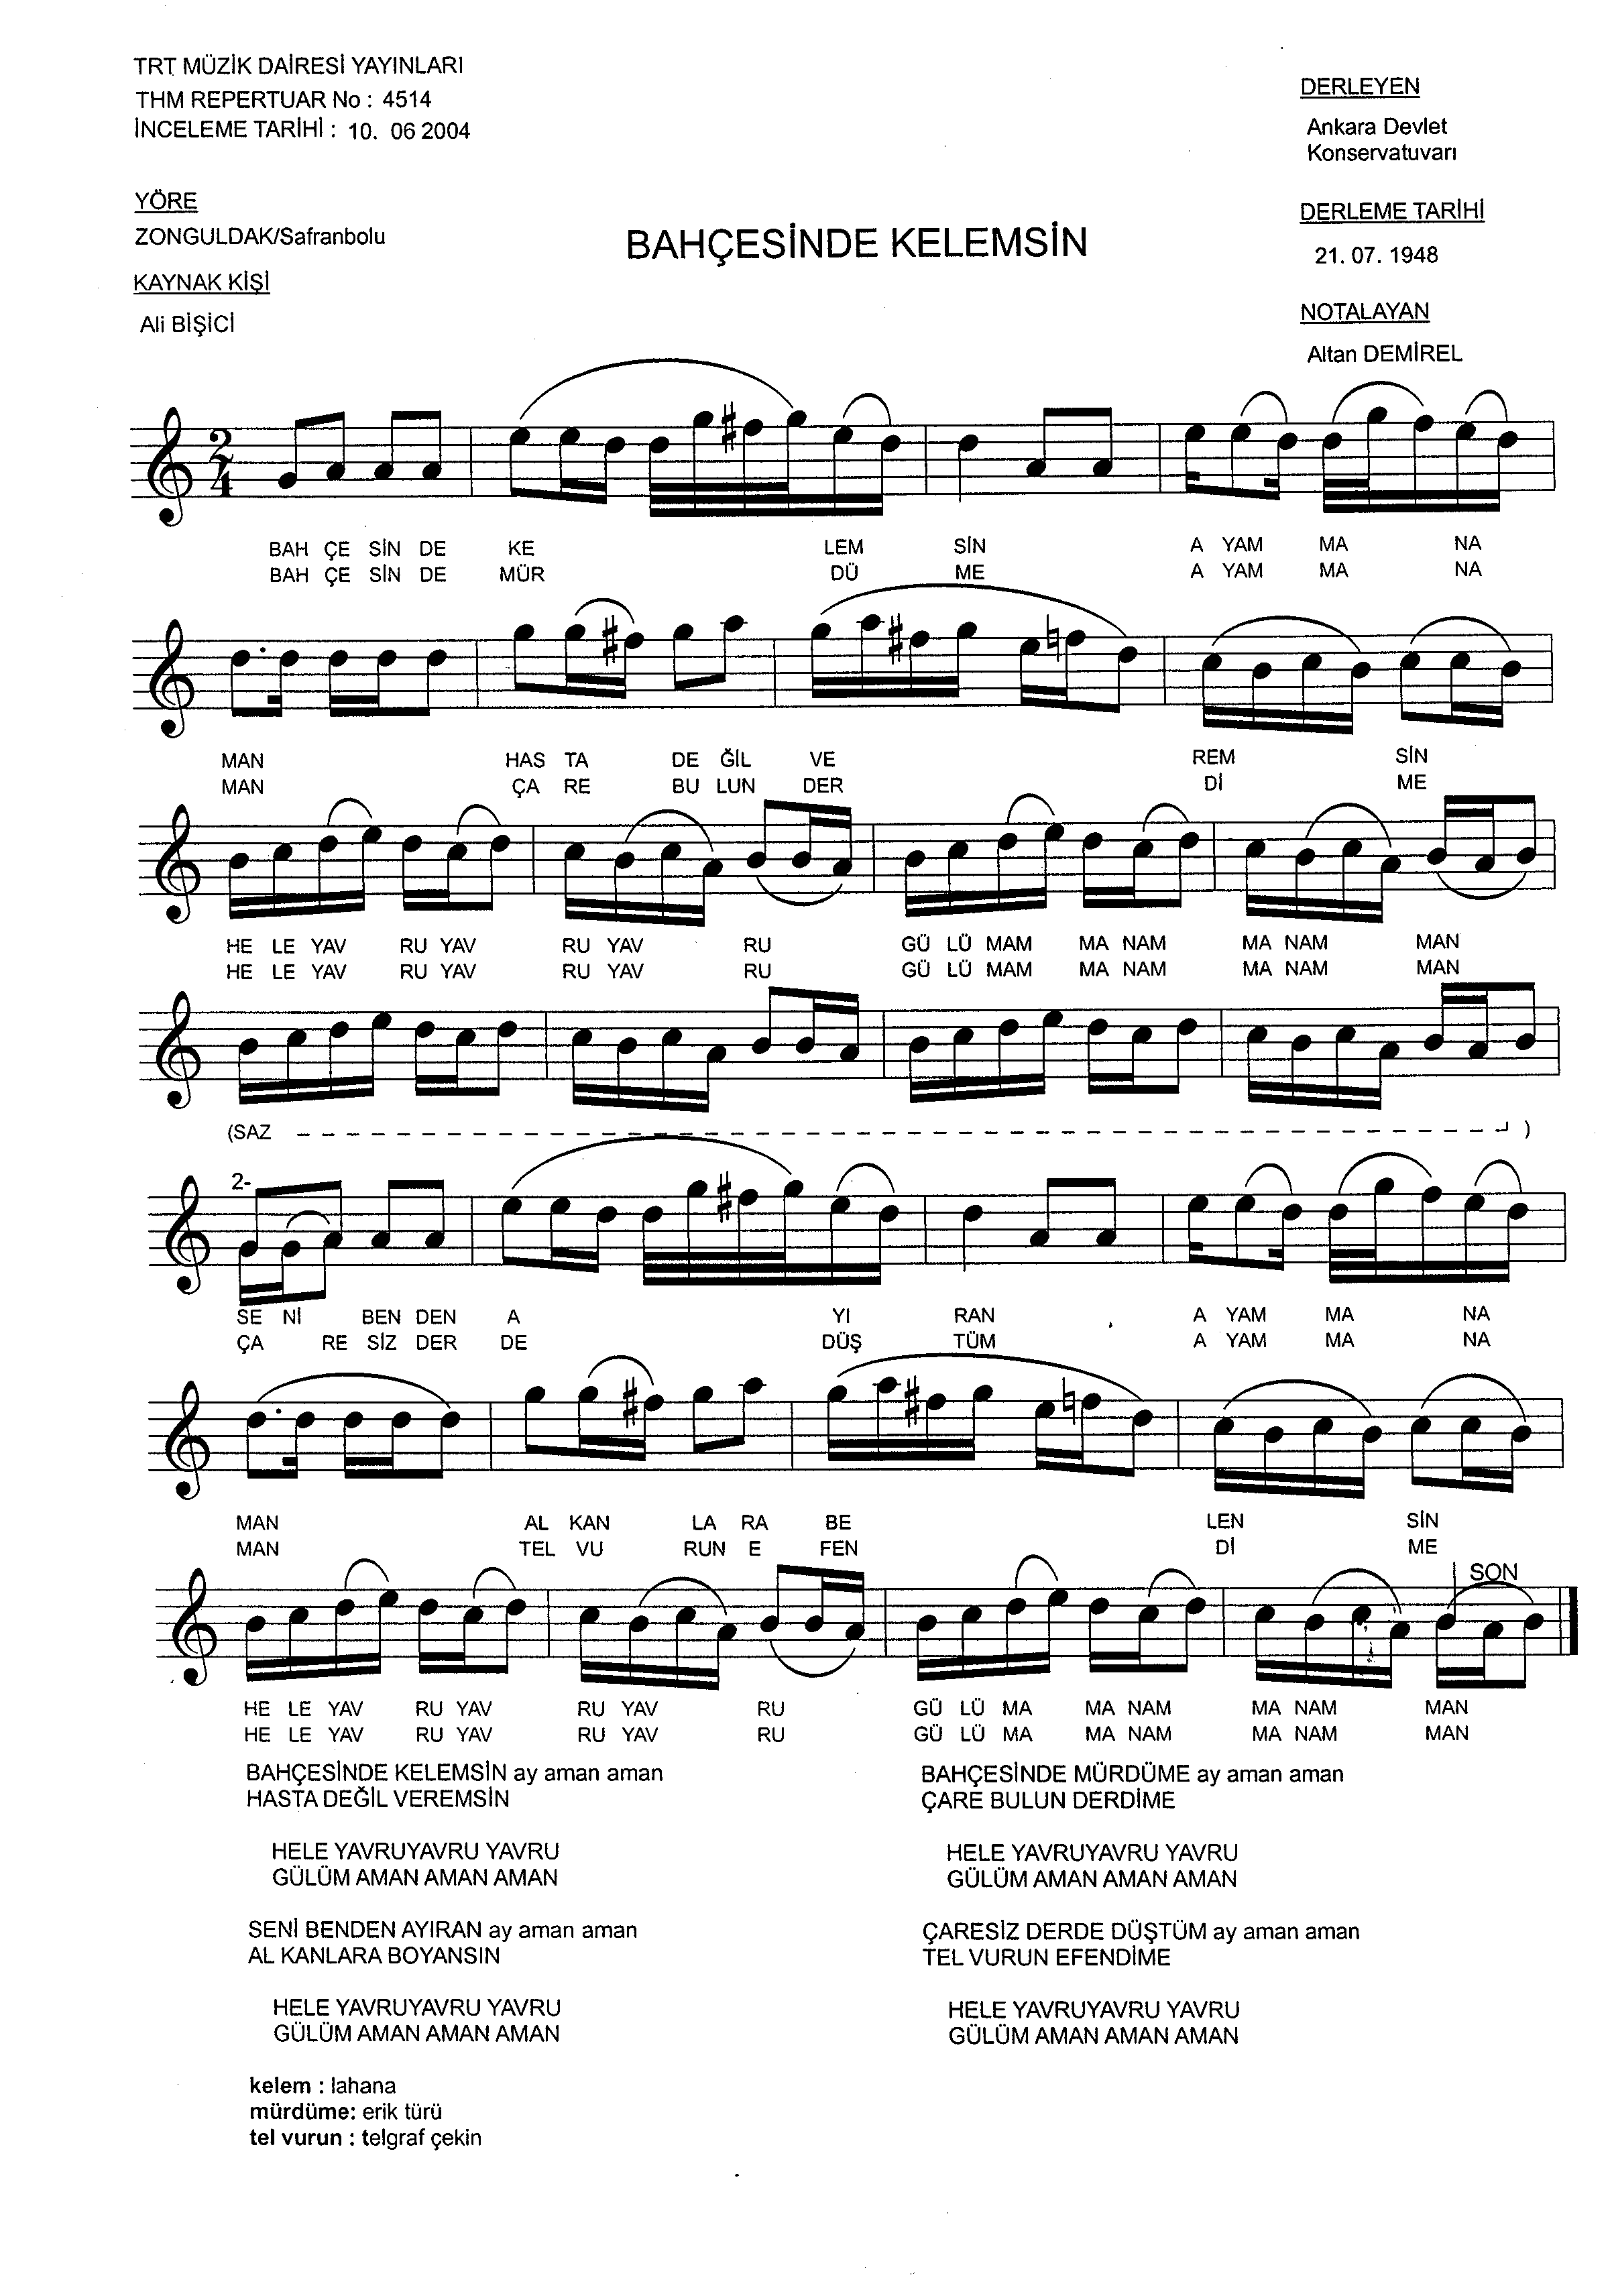 TRT MÜZİK DAİRESİ YAYINLARI
THM REPERTUAR No : 4514
İNCELEME TARİHİ : 10. 06 2004
DERLEYEN
Ankara Devlet
Konservatuvarı
YÖRE
ZONGULDAK/Safranbolu
DERLEME TARİHİ
21. 07. 1948
BAHÇESİNDE KELEMSİN
KAYNAK KİŞİ
Ali BİŞİCİ
NOTALAYAN
Altan DEMİREL
2
4
BAH ÇE SİN DE KE LEM SİN A YAM MA NA
BAH ÇE SİN DE MÜR DÜ ME A YAM MA NA
MAN HAS TA DE ĞİL VE REM SİN
MAN ÇA RE BU LUN DER Dİ ME
HE LE YAV RU YAV RU YAV RU GÜ LÜ MAM MA NAM MA NAM MAN
HE LE YAV RU YAV RU YAV RU GÜ LÜ MAM MA NAM MA NAM MAN
(SAZ - - - )
2-
SE Nİ BEN DEN A YI RAN A YAM MA NA
ÇA RE SİZ DER DE DÜŞ TÜM A YAM MA NA
MAN AL KAN LA RA BE LEN SİN
MAN TEL VU RUN E FEN Dİ ME
SON
HE LE YAV RU YAV RU YAV RU GÜ LÜ MA MA NAM MA NAM MAN
HE LE YAV RU YAV RU YAV RU GÜ LÜ MA MA NAM MA NAM MAN
BAHÇESİNDE KELEMSİN ay aman aman
HASTA DEĞİL VEREMSİN
HELE YAVRUYAVRU YAVRU
GÜLÜM AMAN AMAN AMAN
SENİ BENDEN AYIRAN ay aman aman
AL KANLARA BOYANSIN
HELE YAVRUYAVRU YAVRU
GÜLÜM AMAN AMAN AMAN
BAHÇESİNDE MÜRDÜME ay aman aman
ÇARE BULUN DERDİME
HELE YAVRUYAVRU YAVRU
GÜLÜM AMAN AMAN AMAN
ÇARESİZ DERDE DÜŞTÜM ay aman aman
TEL VURUN EFENDİME
HELE YAVRUYAVRU YAVRU
GÜLÜM AMAN AMAN AMAN
kelem : lahana
mürdüme: erik türü
tel vurun : telgraf çekin